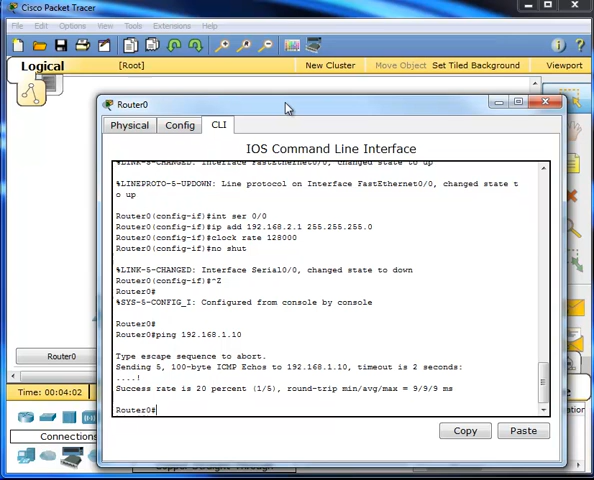 Cisco Packet Tracer
File Edit Options View Tools Extensions Help
Logical
[Root]
New Cluster
Move Object
Set Tiled Background
Viewport
Router0
Physical
Config
CLI
IOS Command Line Interface
%LINK-5-CHANGED: Interface FastEthernet0/0, changed state to up
%LINEPROTO-5-UPDOWN: Line protocol on Interface FastEthernet0/0, changed state t
o up
Router0(config-if)#int ser 0/0
Router0(config-if)#ip add 192.168.2.1 255.255.255.0
Router0(config-if)#clock rate 128000
Router0(config-if)#no shut
%LINK-5-CHANGED: Interface Serial0/0, changed state to down
Router0(config-if)#^Z
Router0#
%SYS-5-CONFIG_I: Configured from console by console
Router0#
Router0#ping 192.168.1.10
Type escape sequence to abort.
Sending 5, 100-byte ICMP Echos to 192.168.1.10, timeout is 2 seconds:
....!
Success rate is 20 percent (1/5), round-trip min/avg/max = 9/9/9 ms
Router0#
Copy
Paste
Router0
Time: 00:04:02
Connections
Copper Straight-Through